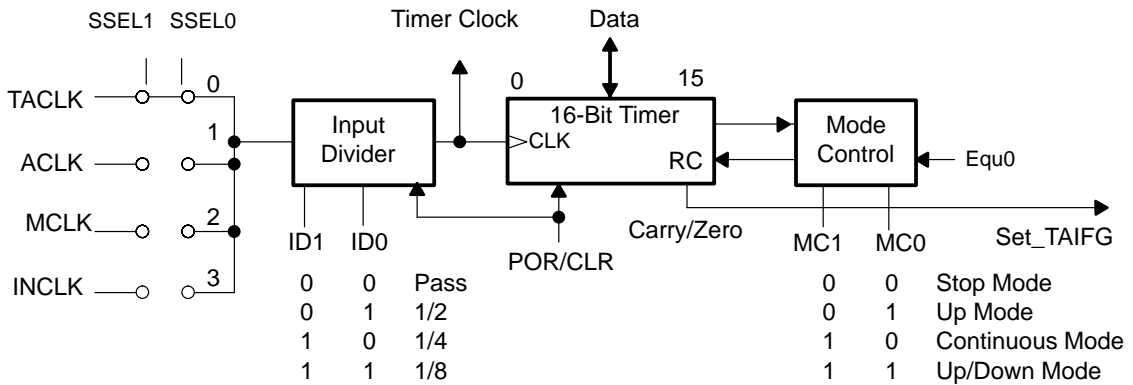 SSEL1 SSEL0 Timer Clock Data
0 0 15
TACLK
16-Bit Timer
1 Input Divider CLK Mode Control
ACLK RC Equ0
2
MCLK Carry/Zero
ID1 ID0 POR/CLR MC1 MC0 Set_TAIFG
3
INCLK
0 0 Pass 0 0 Stop Mode
0 1 1/2 0 1 Up Mode
1 0 1/4 1 0 Continuous Mode
1 1 1/8 1 1 Up/Down Mode